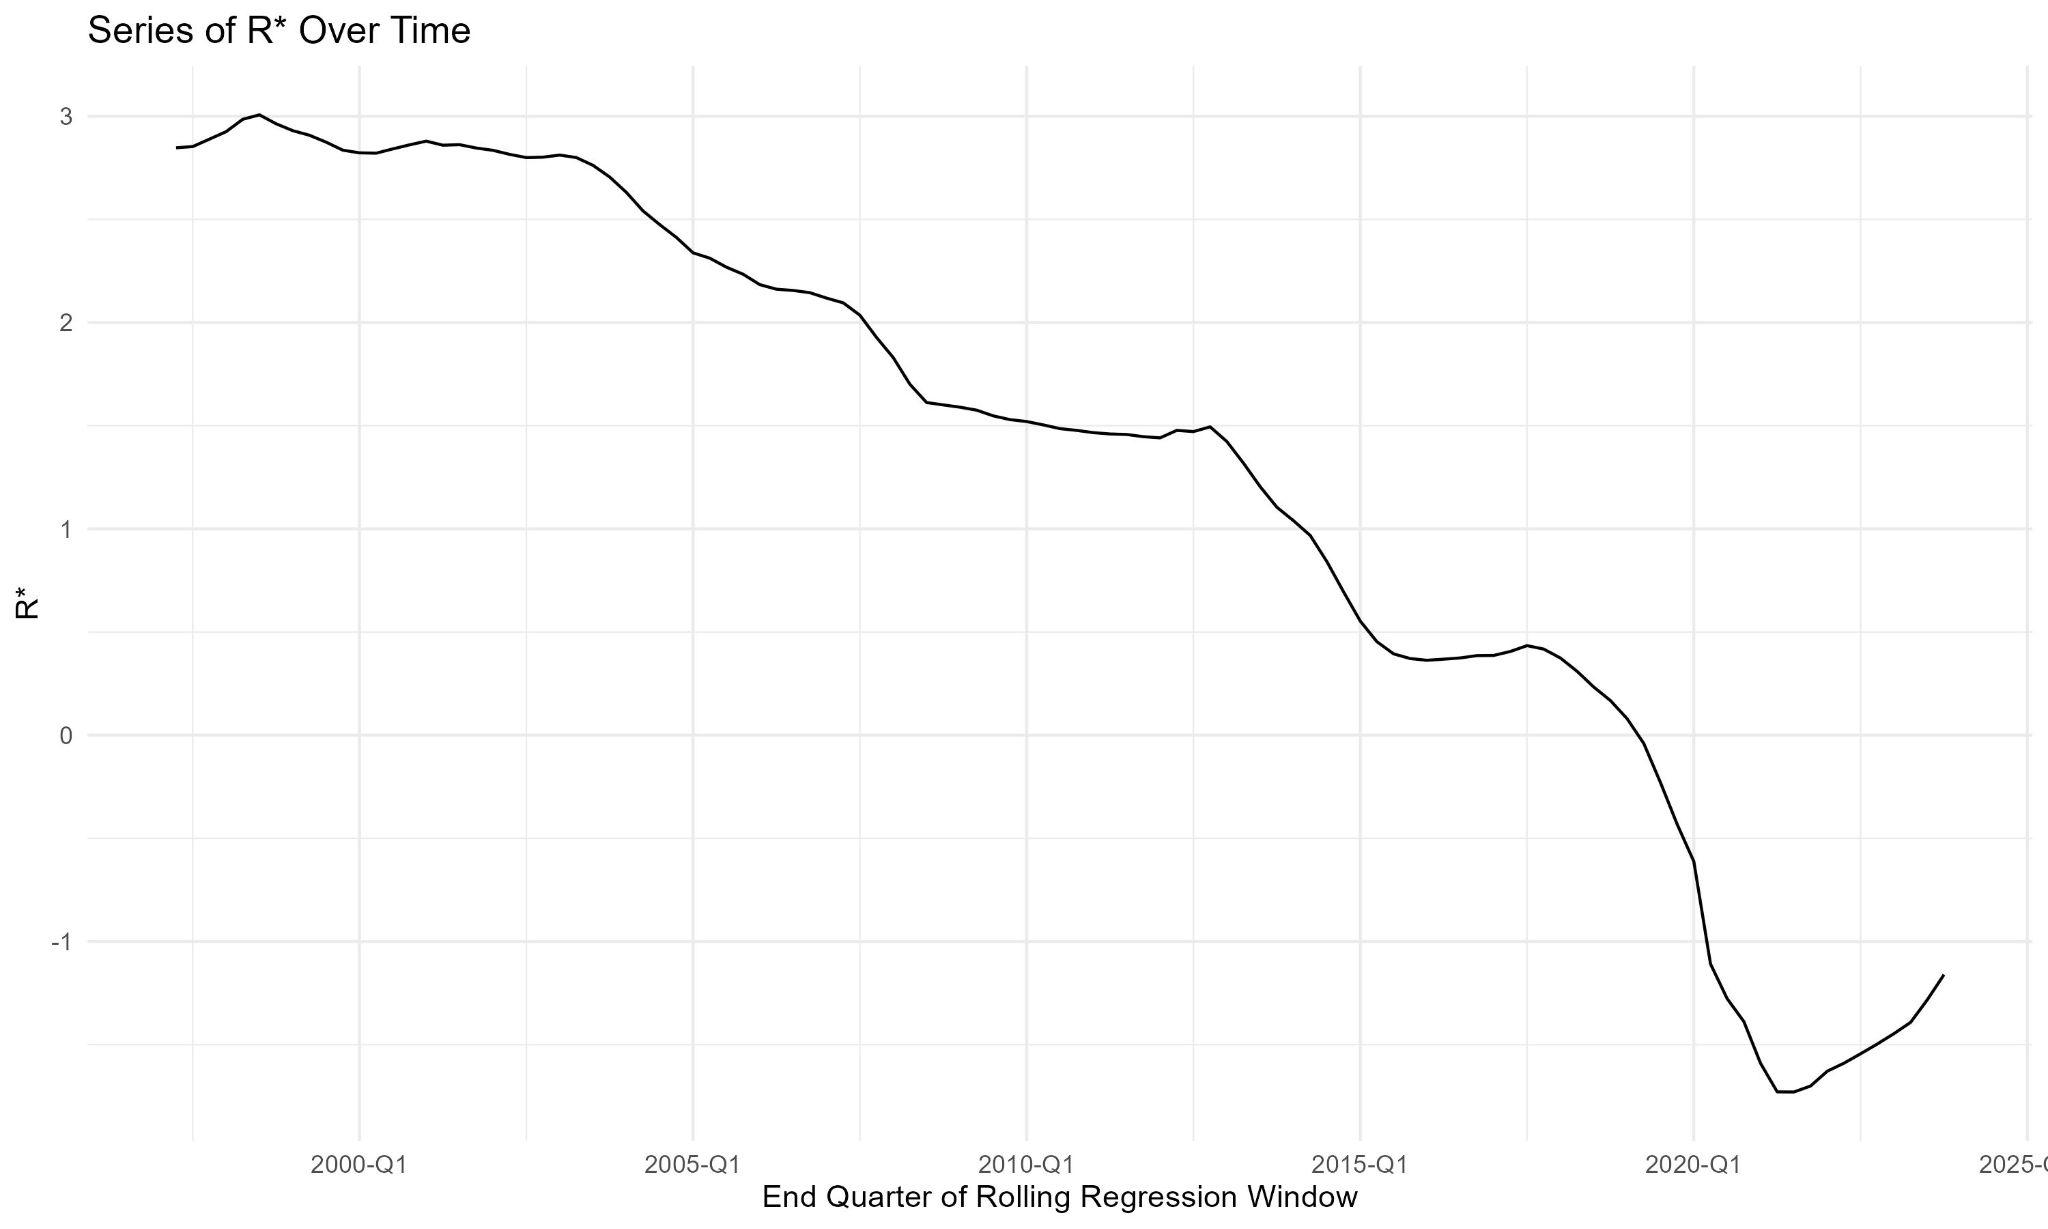 Series of R* Over Time
3
2
1
0
-1
R*
2000-Q1
2005-Q1
2010-Q1
2015-Q1
2020-Q1
2025-
End Quarter of Rolling Regression Window